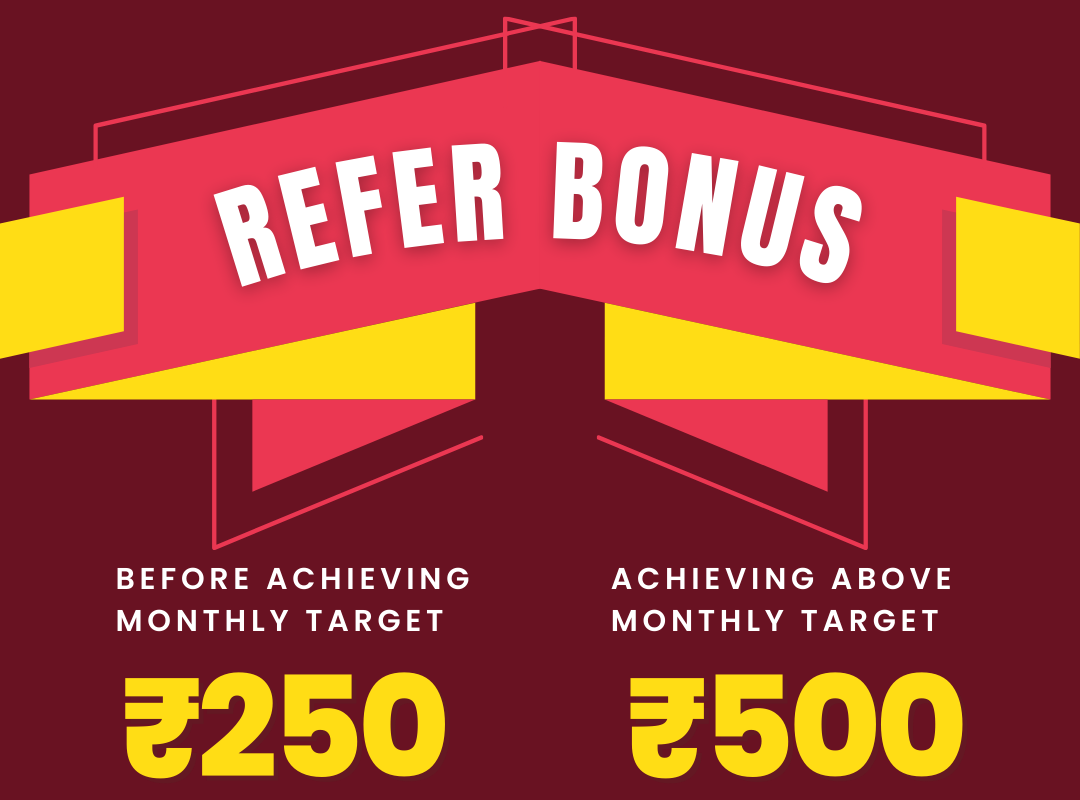 REFER BONUS
BEFORE ACHIEVING
MONTHLY TARGET
₹250
ACHIEVING ABOVE
MONTHLY TARGET
₹500